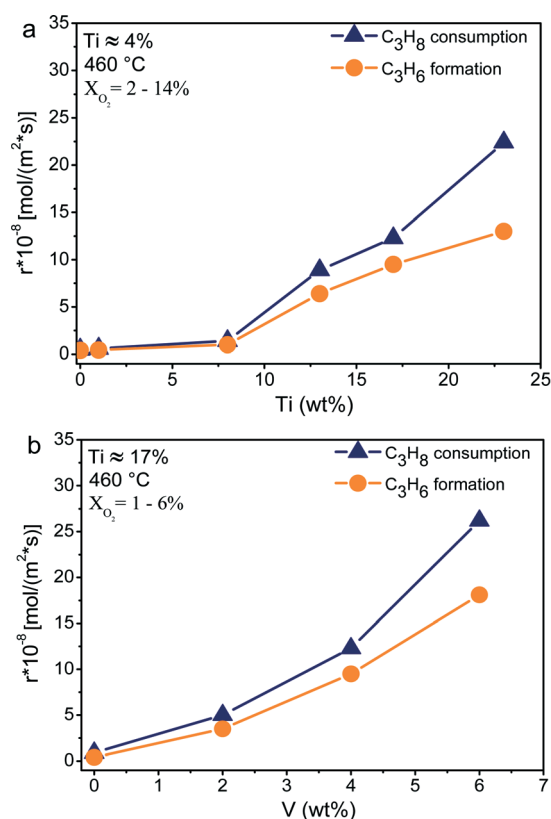 a
Ti ≈ 4%
460 °C
X_O₂ = 2 - 14%
C₃H₈ consumption
C₃H₆ formation
35
30
25
20
15
10
5
0
r*10⁻⁸ [mol/(m²*s)]
0 5 10 15 20 25
Ti (wt%)
b
Ti ≈ 17%
460 °C
X_O₂ = 1 - 6%
C₃H₈ consumption
C₃H₆ formation
35
30
25
20
15
10
5
0
r*10⁻⁸ [mol/(m²*s)]
0 1 2 3 4 5 6 7
V (wt%)